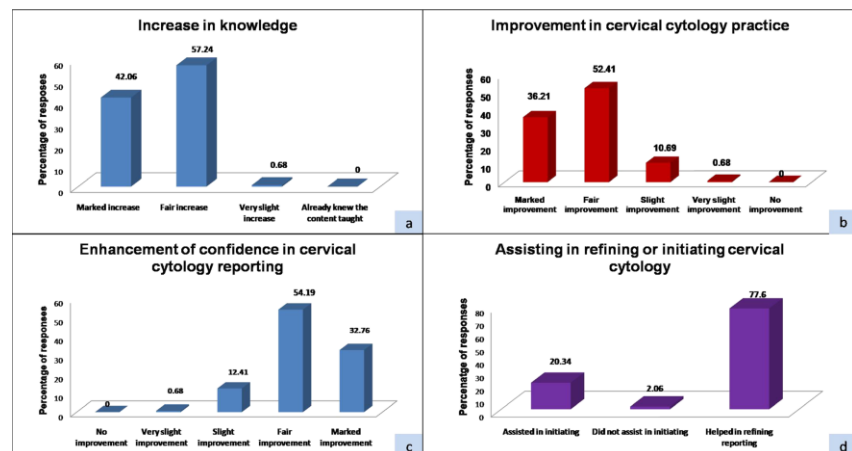 Increase in knowledge
Percentage of responses
60
50
40
30
20
10
0
42.06
57.24
0.68
0
Marked increase
Fair increase
Very slight
increase
Already knew the
content taught
a
Improvement in cervical cytology practice
Percentage of resposes
60
50
40
30
20
10
0
36.21
52.41
10.69
0.68
0
Marked
improvement
Fair
improvement
Slight
improvement
Very slight
improvement
No
improvement
b
Enhancement of confidence in cervical
cytology reporting
Percentage of responses
60
50
40
30
20
10
0
0
0.68
12.41
54.19
32.76
No
improvement
Very slight
improvement
Slight
improvement
Fair
improvement
Marked
improvement
c
Assisting in refining or initiating cervical
cytology
Percenatge of responses
80
70
60
50
40
30
20
10
0
20.34
2.06
77.6
Assisted in initiating
Did not assist in initiating
Helped in refining
reporting
d